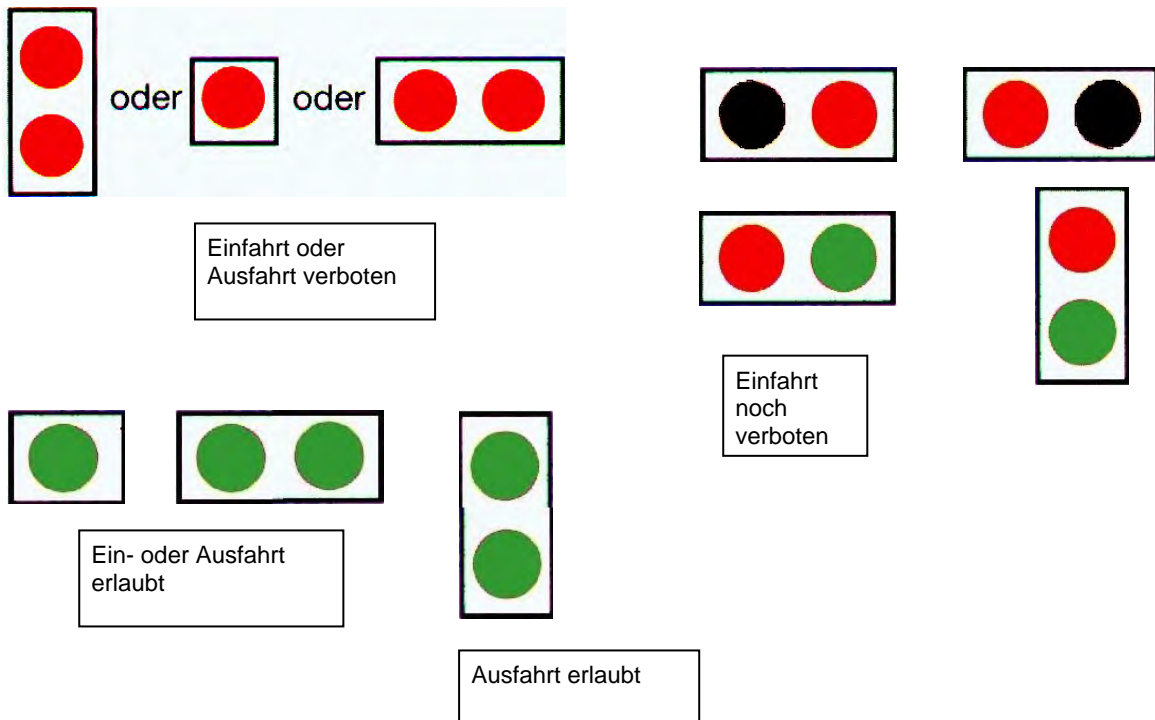 oder oder
Einfahrt oder
Ausfahrt verboten
Einfahrt
noch
verboten
Ein- oder Ausfahrt
erlaubt
Ausfahrt erlaubt